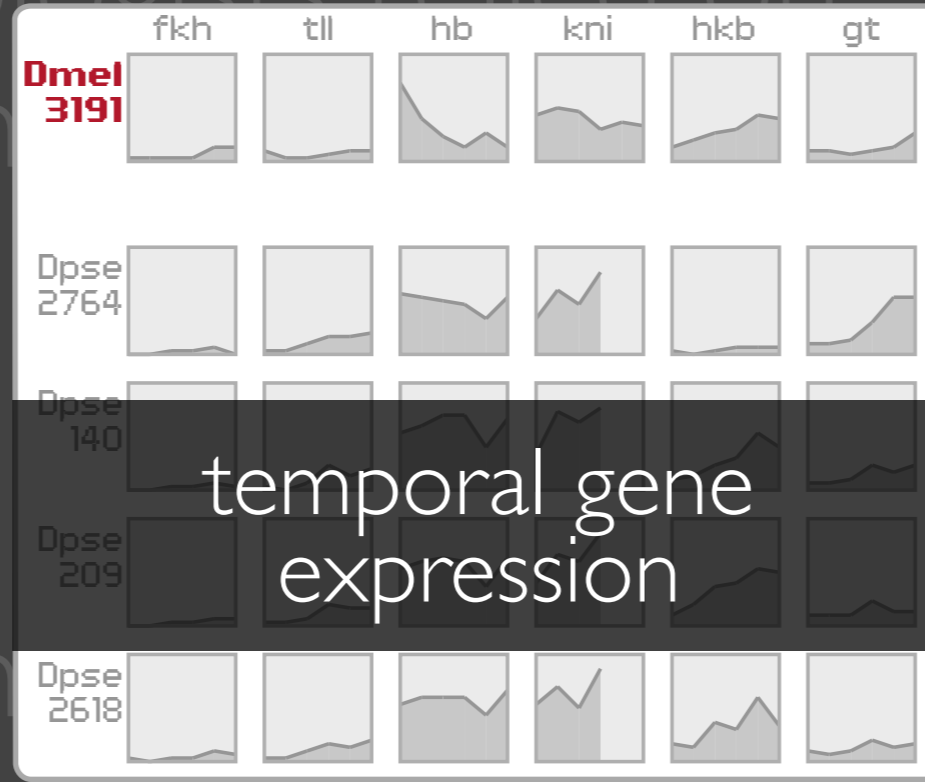 fkh tll hb kni hkb gt
Dmel
3191
Dpse
2764
Dpse
140
temporal gene
expression
Dpse
209
Dpse
2618